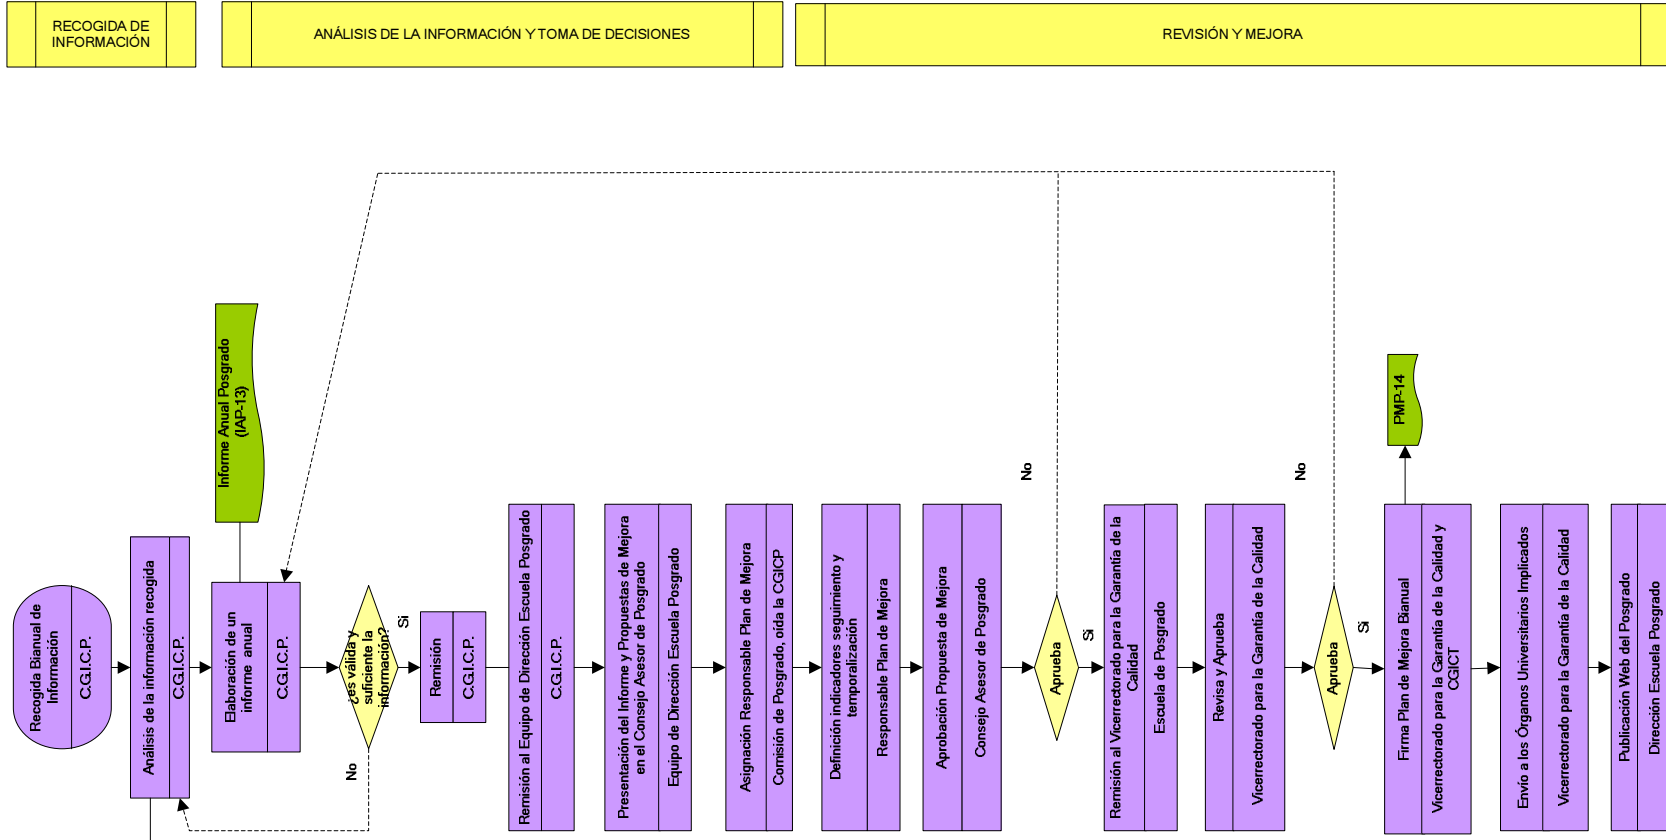 RECOGIDA DE
INFORMACIÓN
ANÁLISIS DE LA INFORMACIÓN Y TOMA DE DECISIONES
REVISIÓN Y MEJORA
Recogida Bianual de
Información
C.G.I.C.P.
Análisis de la información recogida
C.G.I.C.P.
Informe Anual Posgrado
(IAP-13)
Elaboración de un
informe anual
C.G.I.C.P.
¿es válida y
suficiente la
información?
No
Si
Remisión
C.G.I.C.P.
Remisión al Equipo de Dirección Escuela Posgrado
C.G.I.C.P.
Presentación del Informe y Propuestas de Mejora
en el Consejo Asesor de Posgrado
Equipo de Dirección Escuela Posgrado
Asignación Responsable Plan de Mejora
Comisión de Posgrado, oída la CGICP
Definición indicadores seguimiento y
temporalización
Responsable Plan de Mejora
Aprobación Propuesta de Mejora
Consejo Asesor de Posgrado
No
Aprueba
Si
Remisión al Vicerrectorado para la Garantía de la
Calidad
Escuela de Posgrado
Revisa y Aprueba
Vicerrectorado para la Garantía de la Calidad
No
Aprueba
Si
PMP-14
Firma Plan de Mejora Bianual
Vicerrectorado para la Garantía de la Calidad y
CGICT
Envío a los Órganos Universitarios Implicados
Vicerrectorado para la Garantía de la Calidad
Publicación Web del Posgrado
Dirección Escuela Posgrado